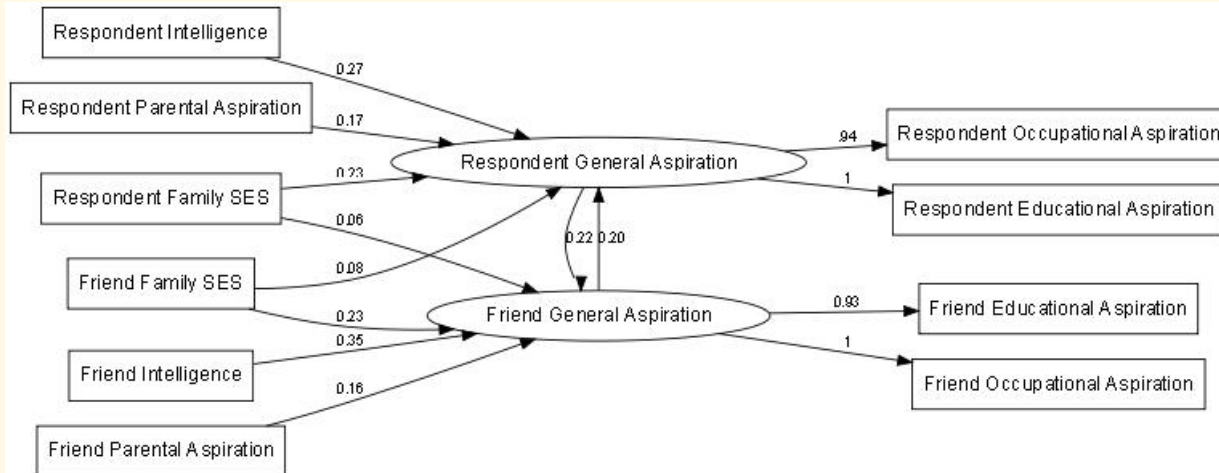 Respondent Intelligence
0.27
Respondent Parental Aspiration
0.17
Respondent General Aspiration
.94
Respondent Occupational Aspiration
Respondent Family SES
0.23
1
Respondent Educational Aspiration
0.06
0.22
0.20
Friend Family SES
0.08
0.23
Friend General Aspiration
0.93
Friend Educational Aspiration
0.35
Friend Intelligence
1
Friend Occupational Aspiration
0.16
Friend Parental Aspiration